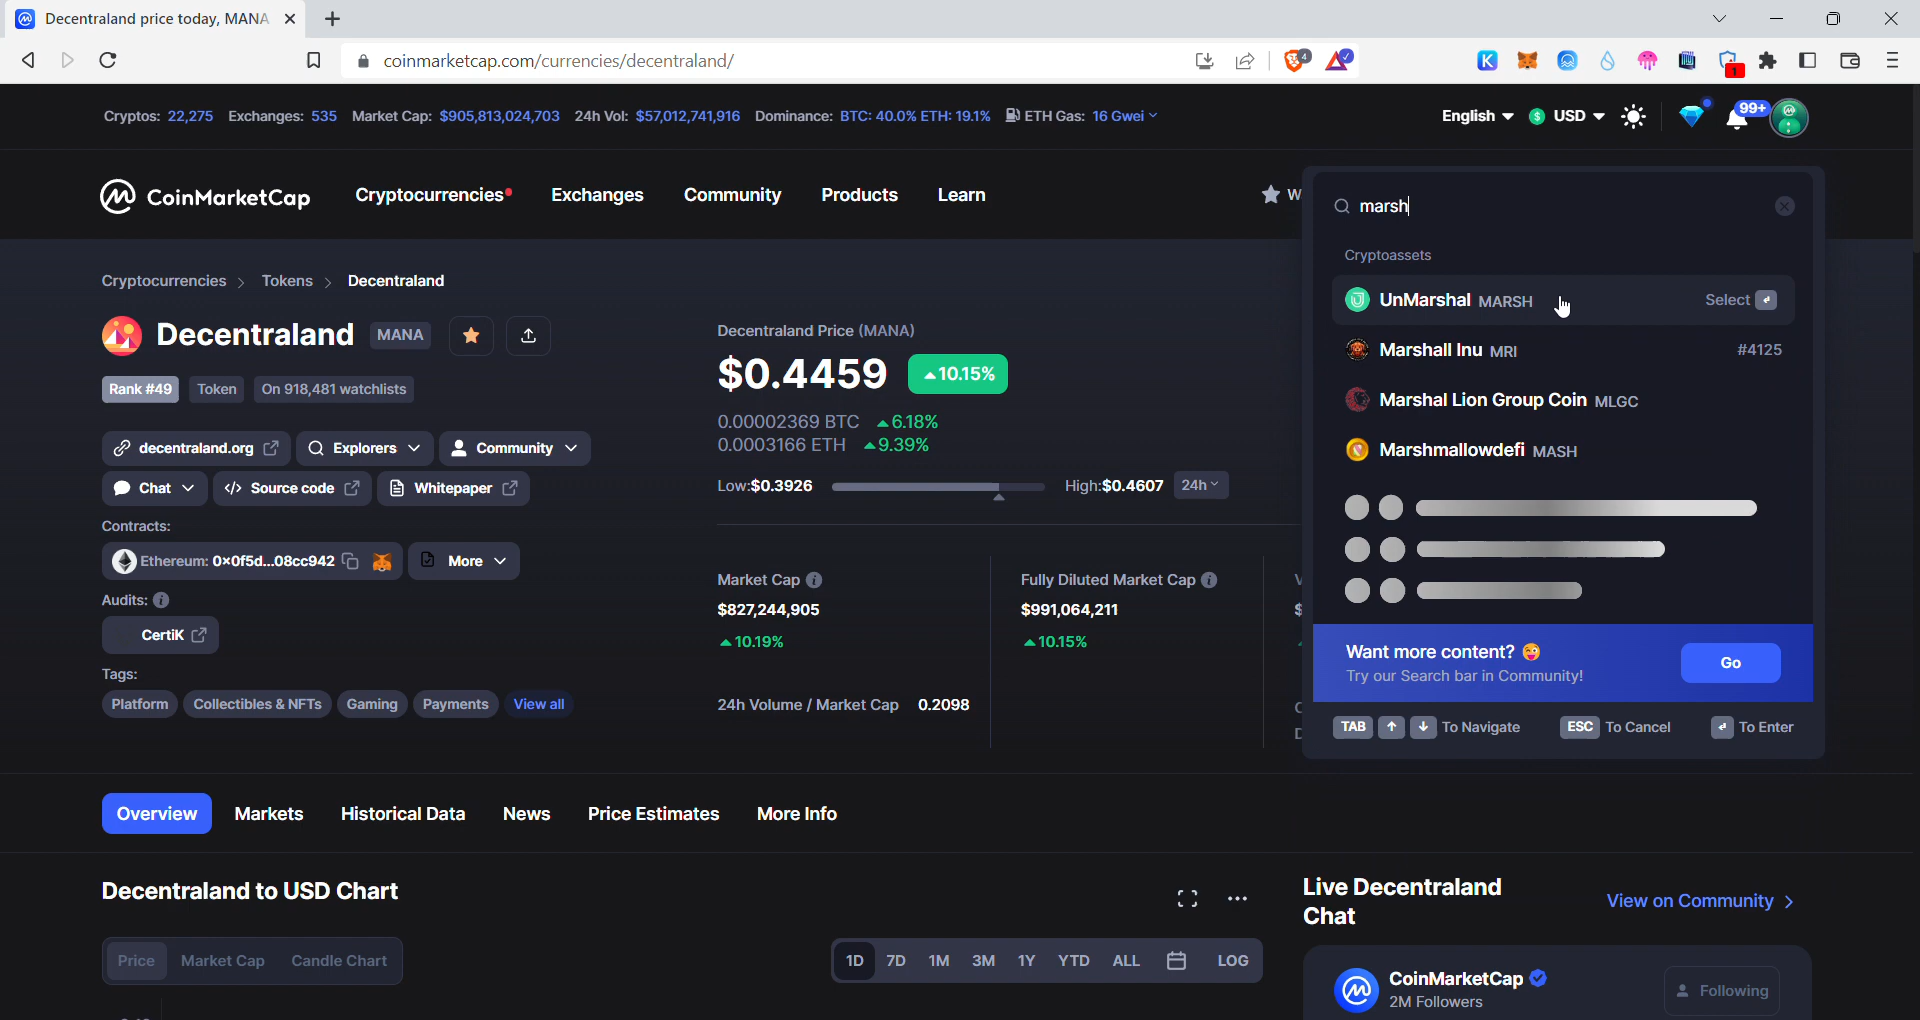 Decentraland price today, MANA
coinmarketcap.com/currencies/decentraland/
4
1
Cryptos: 22,275 Exchanges: 535 Market Cap: $905,813,024,703 24h Vol: $57,012,741,916 Dominance: BTC: 40.0% ETH: 19.1% ETH Gas: 16 Gwei
English USD 99+
CoinMarketCap Cryptocurrencies Exchanges Community Products Learn W
marsh
Cryptoassets
UnMarshal MARSH Select
Marshall Inu MRI #4125
Marshal Lion Group Coin MLGC
Marshmallowdefi MASH
Want more content?
Try our Search bar in Community!
Go
TAB To Navigate ESC To Cancel To Enter
Cryptocurrencies > Tokens > Decentraland
Decentraland MANA
Rank #49 Token On 918,481 watchlists
decentraland.org Explorers Community
Chat Source code Whitepaper
Contracts:
Ethereum: 0x0f5d...08cc942 More
Audits:
CertiK
Tags:
Platform Collectibles & NFTs Gaming Payments View all
Decentraland Price (MANA)
$0.4459 10.15%
0.00002369 BTC 6.18%
0.0003166 ETH 9.39%
Low:$0.3926 High:$0.4607 24h
Market Cap
$827,244,905
10.19%
24h Volume / Market Cap 0.2098
Fully Diluted Market Cap
$991,064,211
10.15%
Overview Markets Historical Data News Price Estimates More Info
Decentraland to USD Chart
Price Market Cap Candle Chart
1D 7D 1M 3M 1Y YTD ALL LOG
Live Decentraland
Chat
View on Community
CoinMarketCap
2M Followers
Following